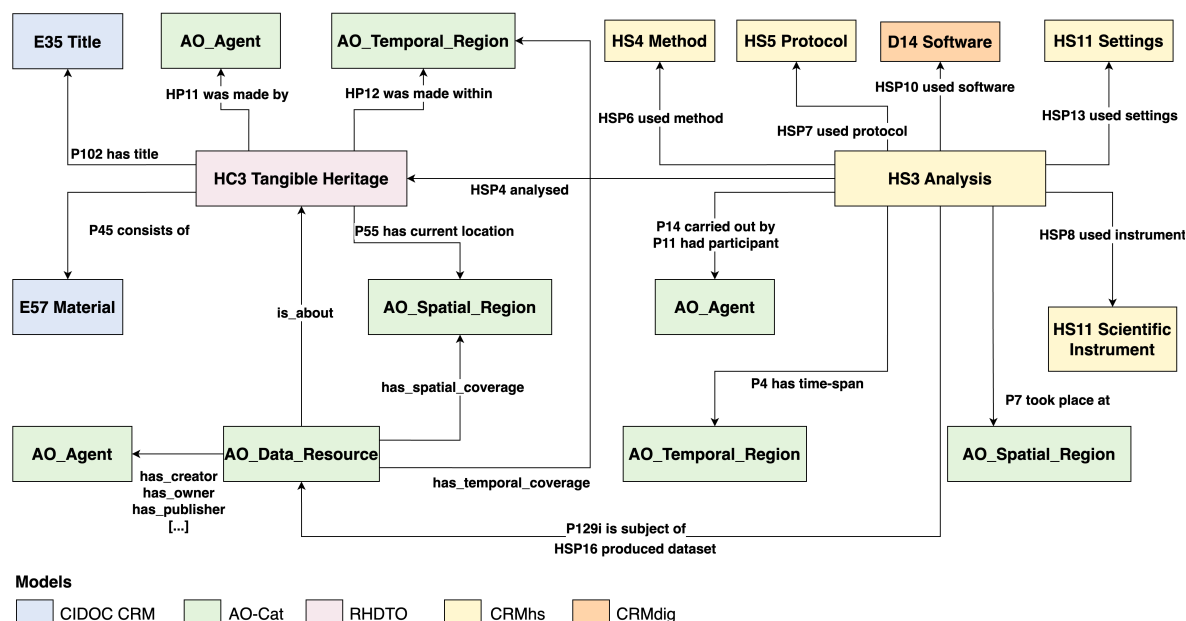 E35 Title
AO_Agent
AO_Temporal_Region
HS4 Method
HS5 Protocol
D14 Software
HS11 Settings
HP11 was made by
HP12 was made within
HSP10 used software
HSP6 used method
HSP7 used protocol
HSP13 used settings
P102 has title
HC3 Tangible Heritage
HSP4 analysed
HS3 Analysis
P45 consists of
P55 has current location
P14 carried out by
P11 had participant
HSP8 used instrument
E57 Material
is_about
AO_Spatial_Region
AO_Agent
HS11 Scientific
Instrument
has_spatial_coverage
P4 has time-span
P7 took place at
AO_Agent
AO_Data_Resource
AO_Temporal_Region
AO_Spatial_Region
has_creator
has_owner
has_publisher
[...]
has_temporal_coverage
P129i is subject of
HSP16 produced dataset
Models
CIDOC CRM
AO-Cat
RHDTO
CRMhs
CRMdig